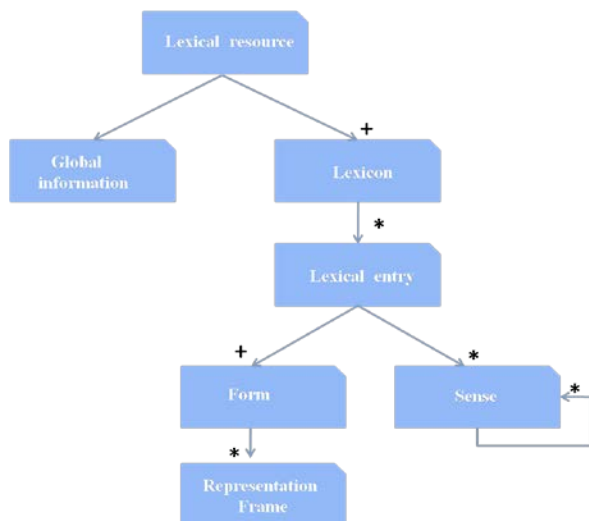 Lexical resource
+
Global
information
Lexicon
*
Lexical entry
+
*
Form
Sense
*
*
Representation
Frame